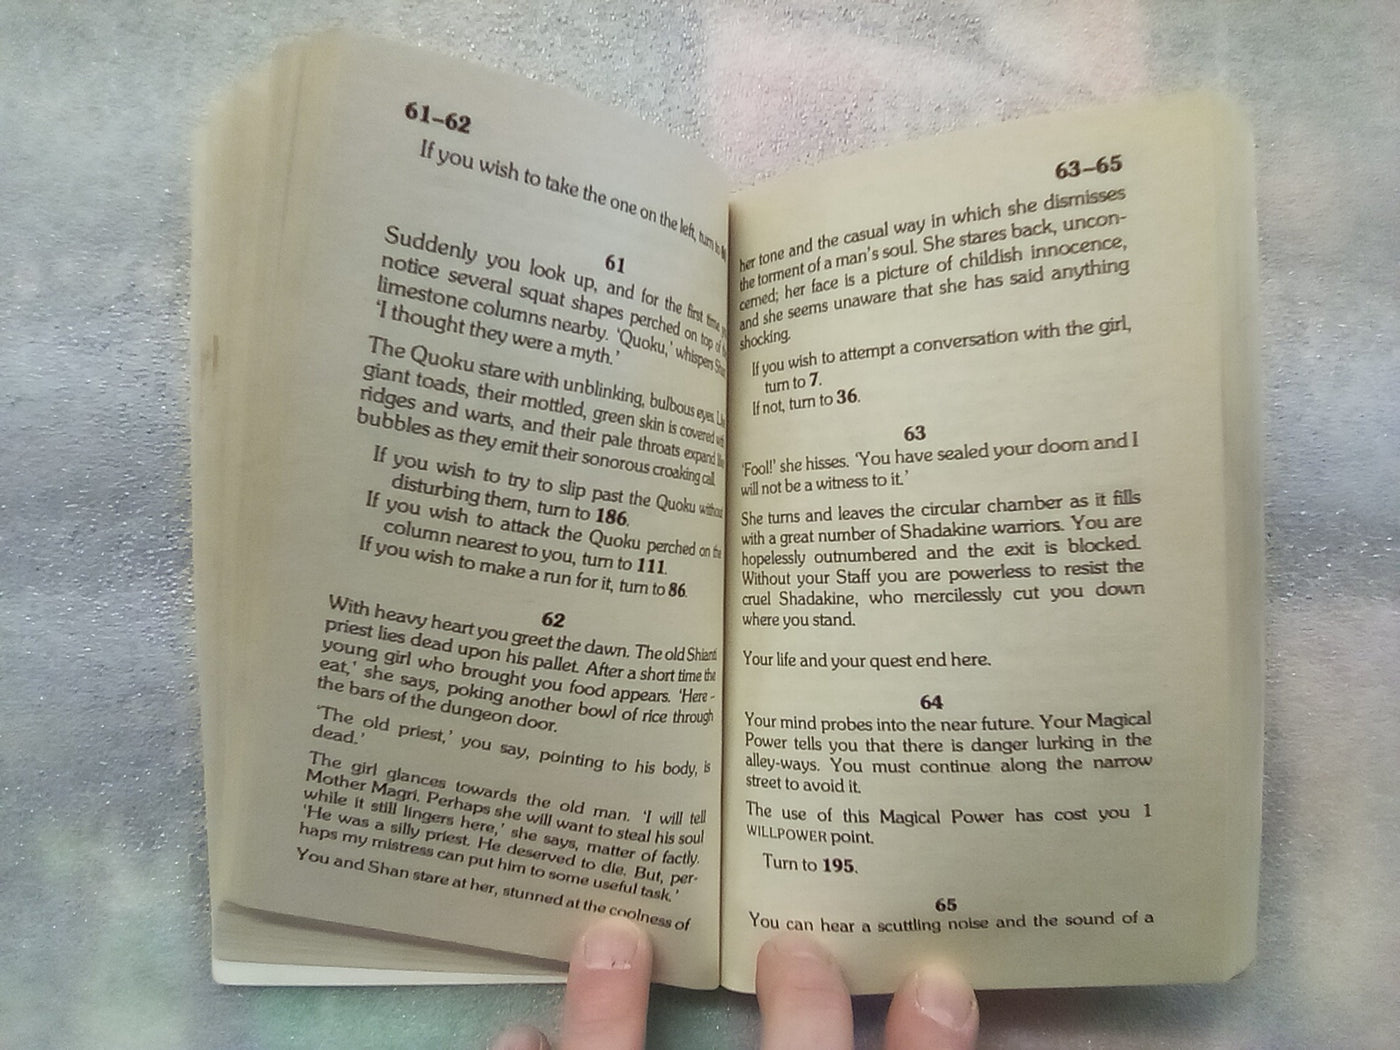 61–62
If you wish to take the one on the left, turn to
61
Suddenly you look up, and for the first time
notice several squat shapes perched on top of
limestone columns nearby. ‘Quoku,’ whispers
‘I thought they were a myth.’
The Quoku stare with unblinking, bulbous eyes.
giant toads, their mottled, green skin is covered with
ridges and warts, and their pale throats expand like
bubbles as they emit their sonorous croaking call.
If you wish to try to slip past the Quoku without
disturbing them, turn to 186.
If you wish to attack the Quoku perched on the
column nearest to you, turn to 111.
If you wish to make a run for it, turn to 86.
62
With heavy heart you greet the dawn. The old Shianti
priest lies dead upon his pallet. After a short time the
young girl who brought you food appears. ‘Here –
eat,’ she says, poking another bowl of rice through
the bars of the dungeon door.
‘The old priest,’ you say, pointing to his body, is
dead.’
The girl glances towards the old man. ‘I will tell
Mother Magri. Perhaps she will want to steal his soul
while it still lingers here,’ she says, matter of factly.
‘He was a silly priest. He deserved to die. But, per-
haps my mistress can put him to some useful task.’
You and Shan stare at her, stunned at the coolness of
63–65
her tone and the casual way in which she dismisses
the torment of a man’s soul. She stares back, uncon-
cerned; her face is a picture of childish innocence,
and she seems unaware that she has said anything
shocking.
If you wish to attempt a conversation with the girl,
turn to 7.
If not, turn to 36.
63
‘Fool!’ she hisses. ‘You have sealed your doom and I
will not be a witness to it.’
She turns and leaves the circular chamber as it fills
with a great number of Shadakine warriors. You are
hopelessly outnumbered and the exit is blocked.
Without your Staff you are powerless to resist the
cruel Shadakine, who mercilessly cut you down
where you stand.
Your life and your quest end here.
64
Your mind probes into the near future. Your Magical
Power tells you that there is danger lurking in the
alley-ways. You must continue along the narrow
street to avoid it.
The use of this Magical Power has cost you 1
WILLPOWER point.
Turn to 195.
65
You can hear a scuttling noise and the sound of a